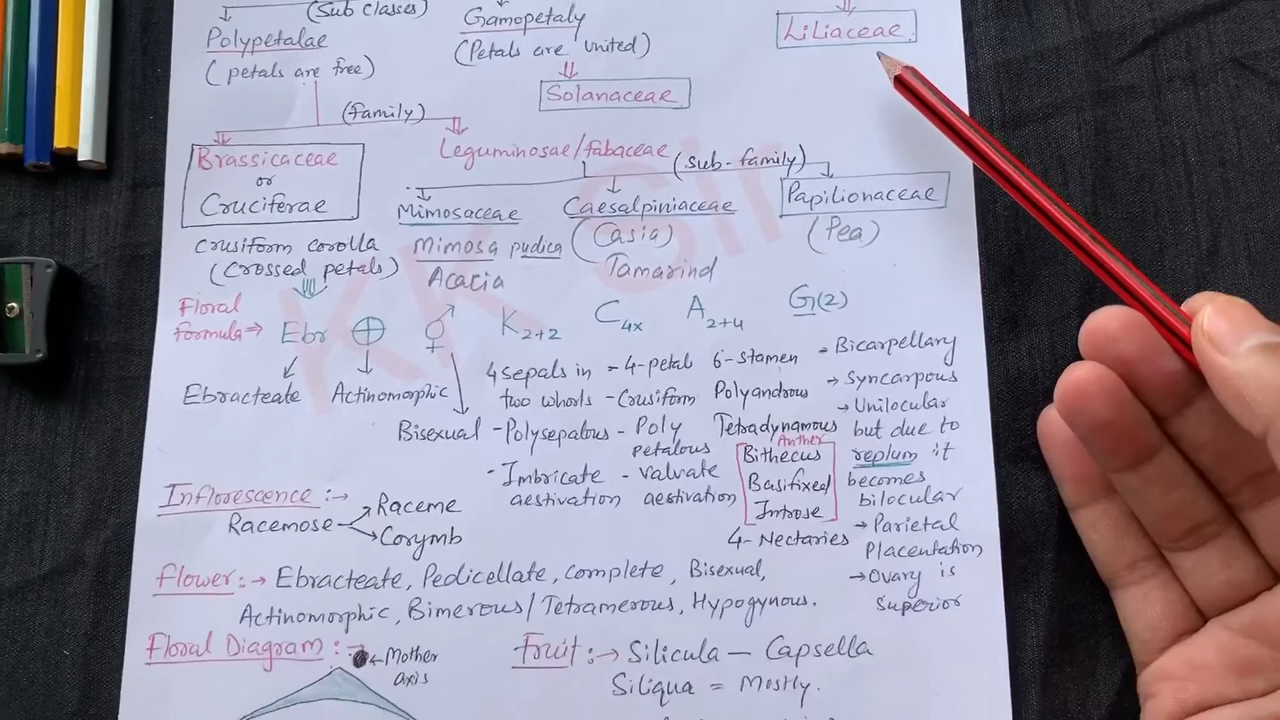 (Sub classes)
Polypetalae
(petals are free)
Gamopetaly
(Petals are united)
Solanaceae
Liliaceae.
(family)
Brassicaceae
or
Cruciferae
Leguminosae/fabaceae
(sub-family)
Mimosaceae
Mimosa pudica
Acacia
Caesalpiniaceae
(Casia)
Tamarind
Papilionaceae
(Pea)
crusiform corolla
(crossed petals)
KK Sir
Floral
formula⇒ Ebr ⊕ ⚥ K2+2 C4x A2+4 G(2)
Ebracteate
Actinomorphic
Bisexual
4 sepals in
two whorls
-Polysepalous
-Imbricate
aestivation
= 4-petal
-Crusiform
-Poly
petalous
-valvate
aestivation
6-stamen
Polyandrous
Tetradynamous
Anther
Bithecus
Basifixed
Introse
4-Nectaries
→ Bicarpellary
→ Syncarpous
→ Unilocular
but due to
replum it
becomes
bilocular
→ Parietal
Placentation
→ Ovary is
superior
Inflorescence :→
Racemose
Raceme
Corymb
Flower:→ Ebracteate, Pedicellate, complete, Bisexual,
Actinomorphic, Bimerous/Tetramerous, Hypogynous.
Floral Diagram :→
←Mother
axis
Fruit :→ Silicula — Capsella
Siliqua = Mostly.